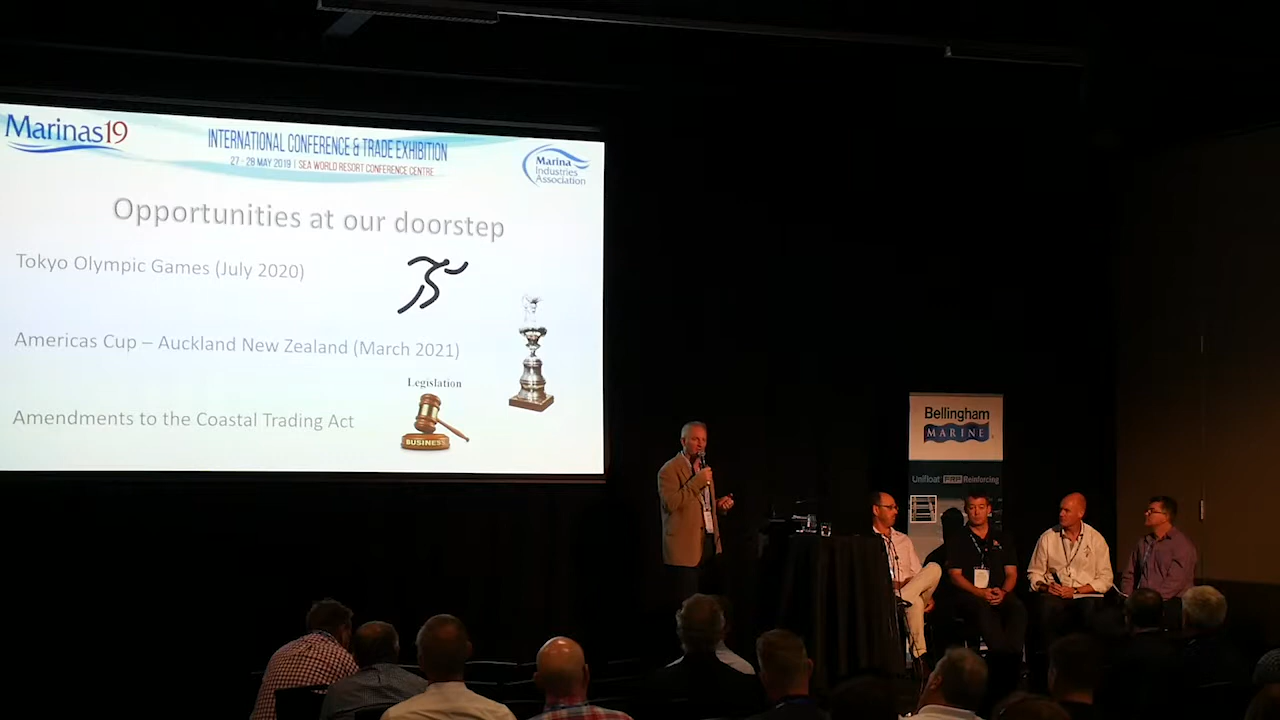 Marinas19
INTERNATIONAL CONFERENCE & TRADE EXHIBITION
27 - 28 MAY 2019 | SEA WORLD RESORT CONFERENCE CENTRE
Marina
Industries
Association
Opportunities at our doorstep
Tokyo Olympic Games (July 2020)
Americas Cup – Auckland New Zealand (March 2021)
Legislation
Amendments to the Coastal Trading Act
BUSINESS
Bellingham
MARINE
Unifloat FRP Reinforcing